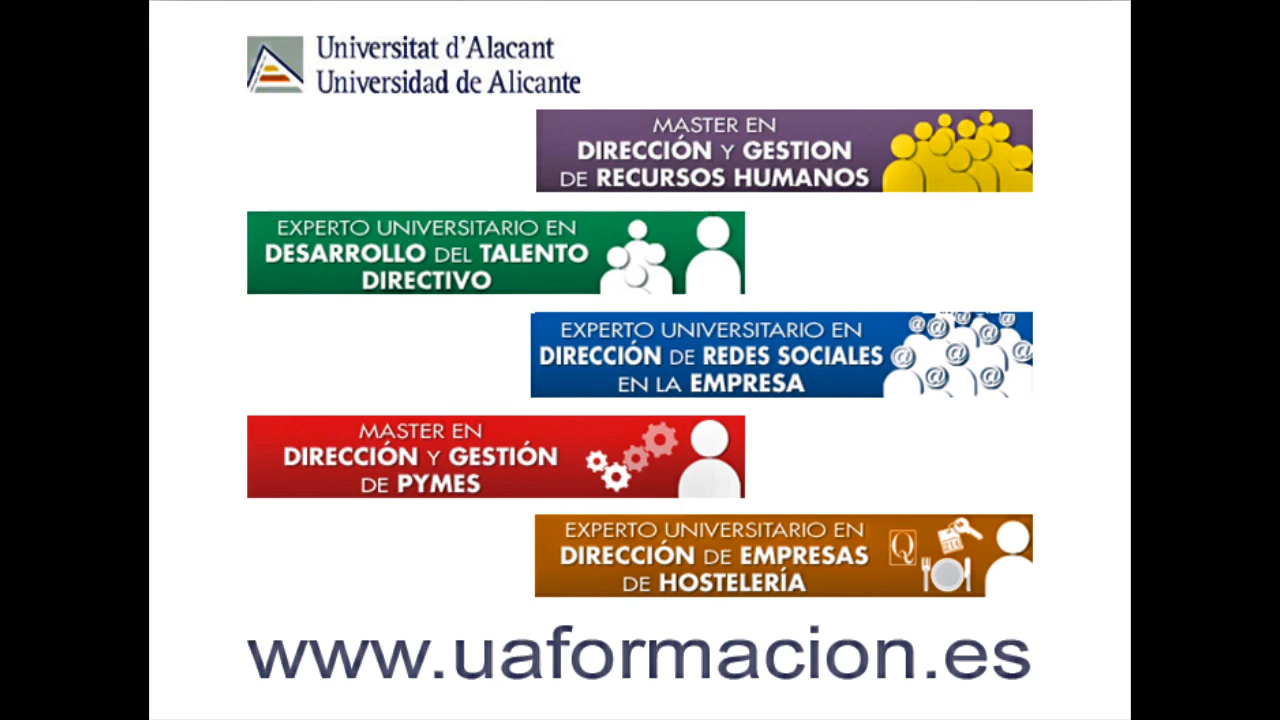 Universitat d'Alacant
Universidad de Alicante
MASTER EN
DIRECCIÓN Y GESTION
DE RECURSOS HUMANOS
EXPERTO UNIVERSITARIO EN
DESARROLLO DEL TALENTO
DIRECTIVO
EXPERTO UNIVERSITARIO EN
DIRECCIÓN DE REDES SOCIALES
EN LA EMPRESA
@ @ @ @ @ @ @ @ @ @
MASTER EN
DIRECCIÓN Y GESTIÓN
DE PYMES
EXPERTO UNIVERSITARIO EN
DIRECCIÓN DE EMPRESAS
DE HOSTELERÍA
Q
www.uaformacion.es